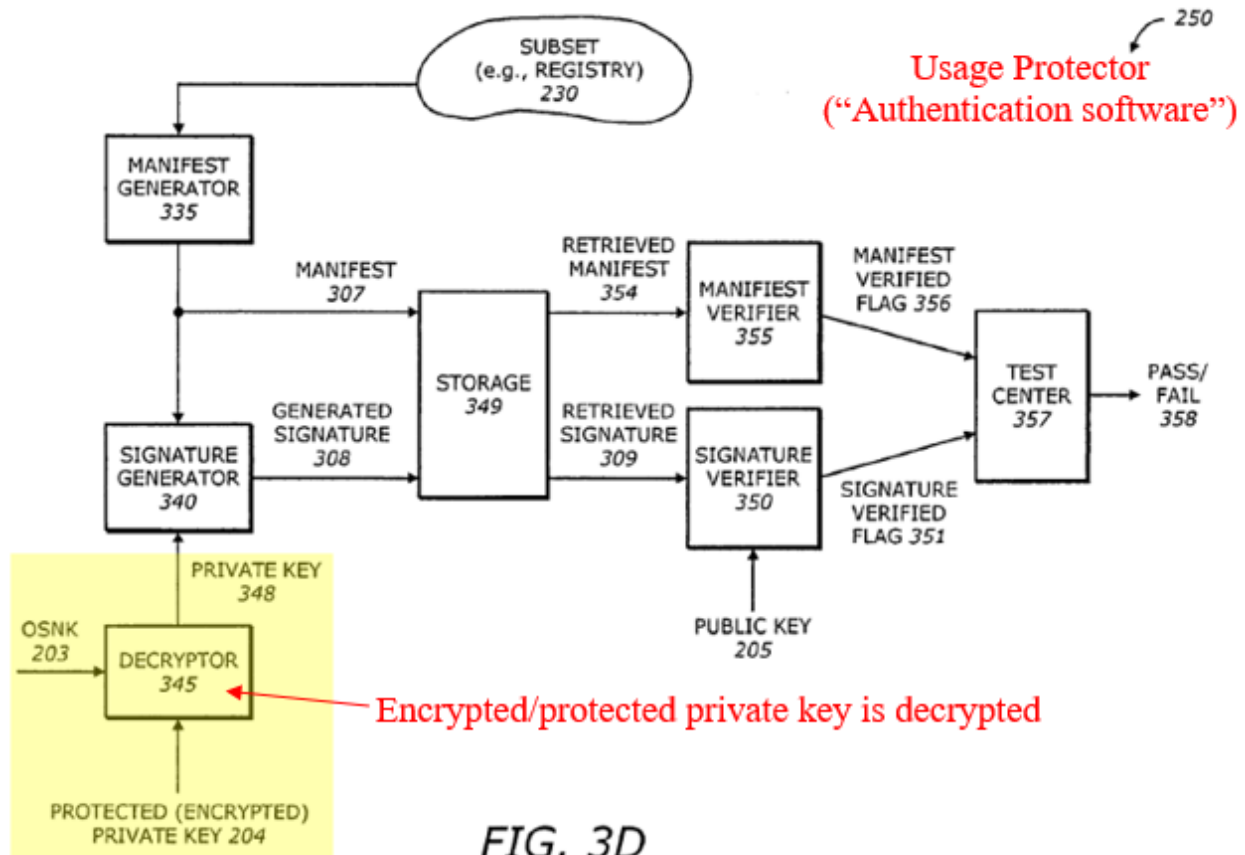 250
SUBSET
(e.g., REGISTRY)
230
Usage Protector
(“Authentication software”)
MANIFEST
GENERATOR
335
MANIFEST
307
RETRIEVED
MANIFEST
354
MANIFIEST
VERIFIER
355
MANIFEST
VERIFIED
FLAG 356
STORAGE
349
TEST
CENTER
357
PASS/
FAIL
358
SIGNATURE
GENERATOR
340
GENERATED
SIGNATURE
308
RETRIEVED
SIGNATURE
309
SIGNATURE
VERIFIER
350
SIGNATURE
VERIFIED
FLAG 351
PRIVATE KEY
348
PUBLIC KEY
205
OSNK
203
DECRYPTOR
345
Encrypted/protected private key is decrypted
PROTECTED (ENCRYPTED)
PRIVATE KEY 204
FIG. 3D